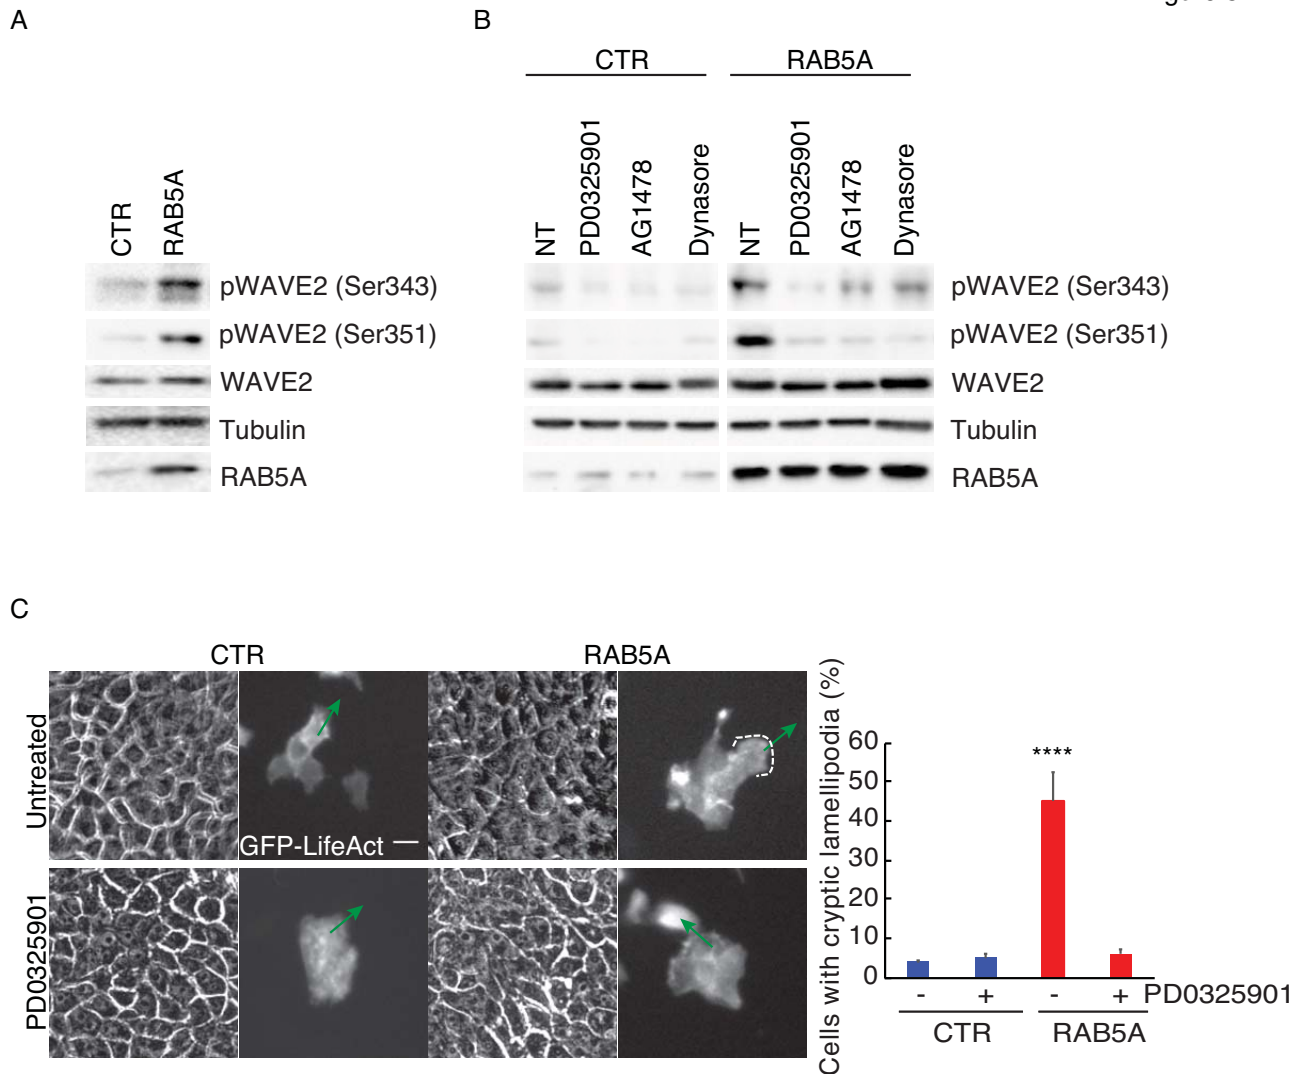 A
B
CTR
RAB5A
CTR
RAB5A
NT
PD0325901
AG1478
Dynasore
NT
PD0325901
AG1478
Dynasore
pWAVE2 (Ser343)
pWAVE2 (Ser351)
WAVE2
Tubulin
RAB5A
pWAVE2 (Ser343)
pWAVE2 (Ser351)
WAVE2
Tubulin
RAB5A
C
CTR
RAB5A
Untreated
GFP-LifeAct
PD0325901
Cells with cryptic lamellipodia (%)
60
50
40
30
20
10
0
****
- + - + PD0325901
CTR RAB5A